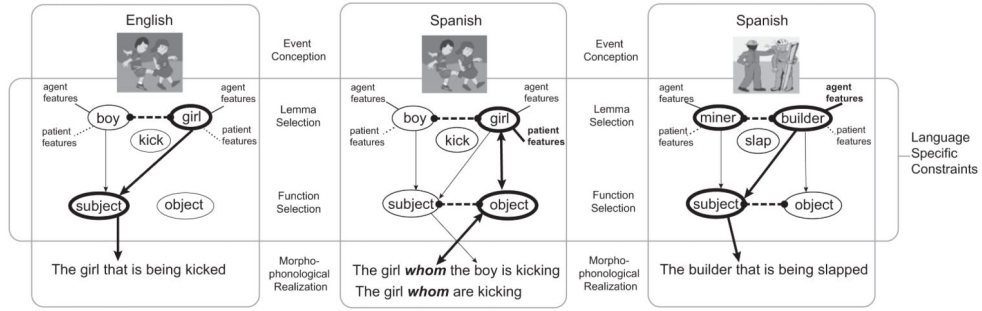 English
Spanish
Spanish
Event
Conception
Event
Conception
agent
features
boy
girl
agent
features
patient
features
kick
patient
features
subject
object
The girl that is being kicked
Lemma
Selection
Function
Selection
Morpho-
phonological
Realization
agent
features
boy
girl
agent
features
patient
features
kick
patient
features
subject
object
The girl whom the boy is kicking
The girl whom are kicking
Lemma
Selection
Function
Selection
Morpho-
phonological
Realization
agent
features
miner
builder
agent
features
patient
features
slap
patient
features
subject
object
The builder that is being slapped
Language
Specific
Constraints